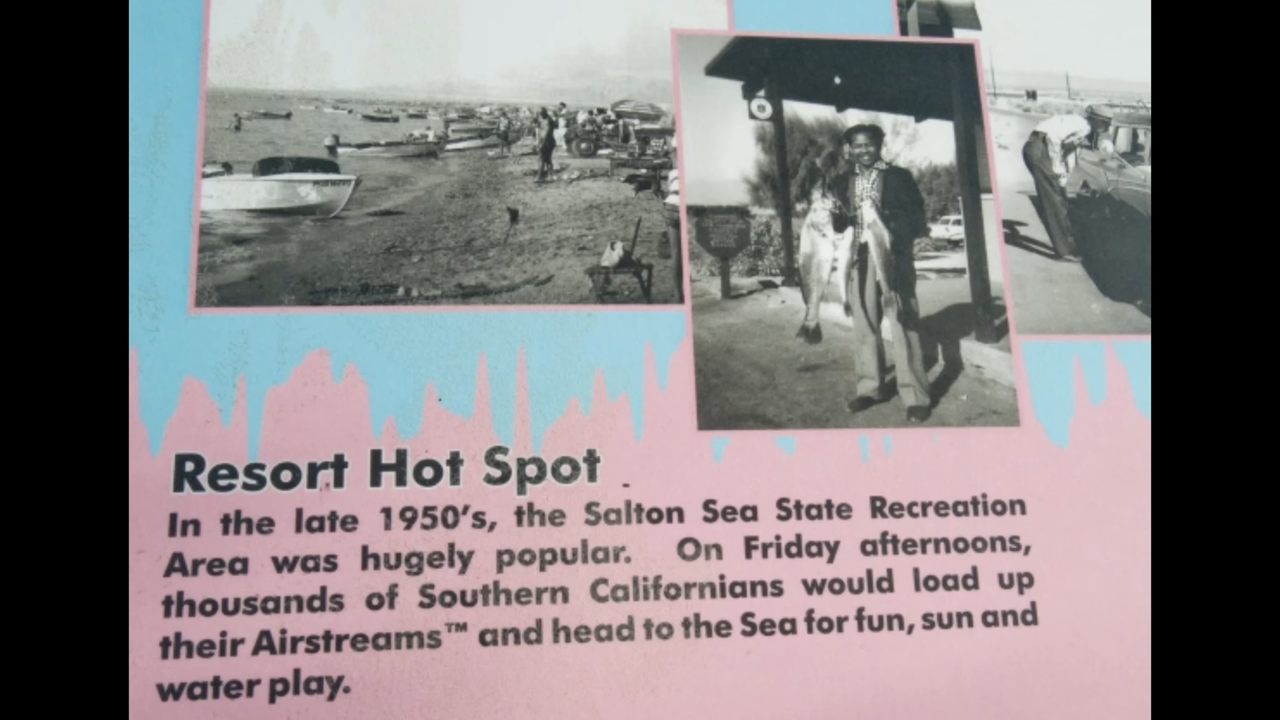 Resort Hot Spot
In the late 1950's, the Salton Sea State Recreation
Area was hugely popular. On Friday afternoons,
thousands of Southern Californians would load up
their Airstreams™ and head to the Sea for fun, sun and
water play.